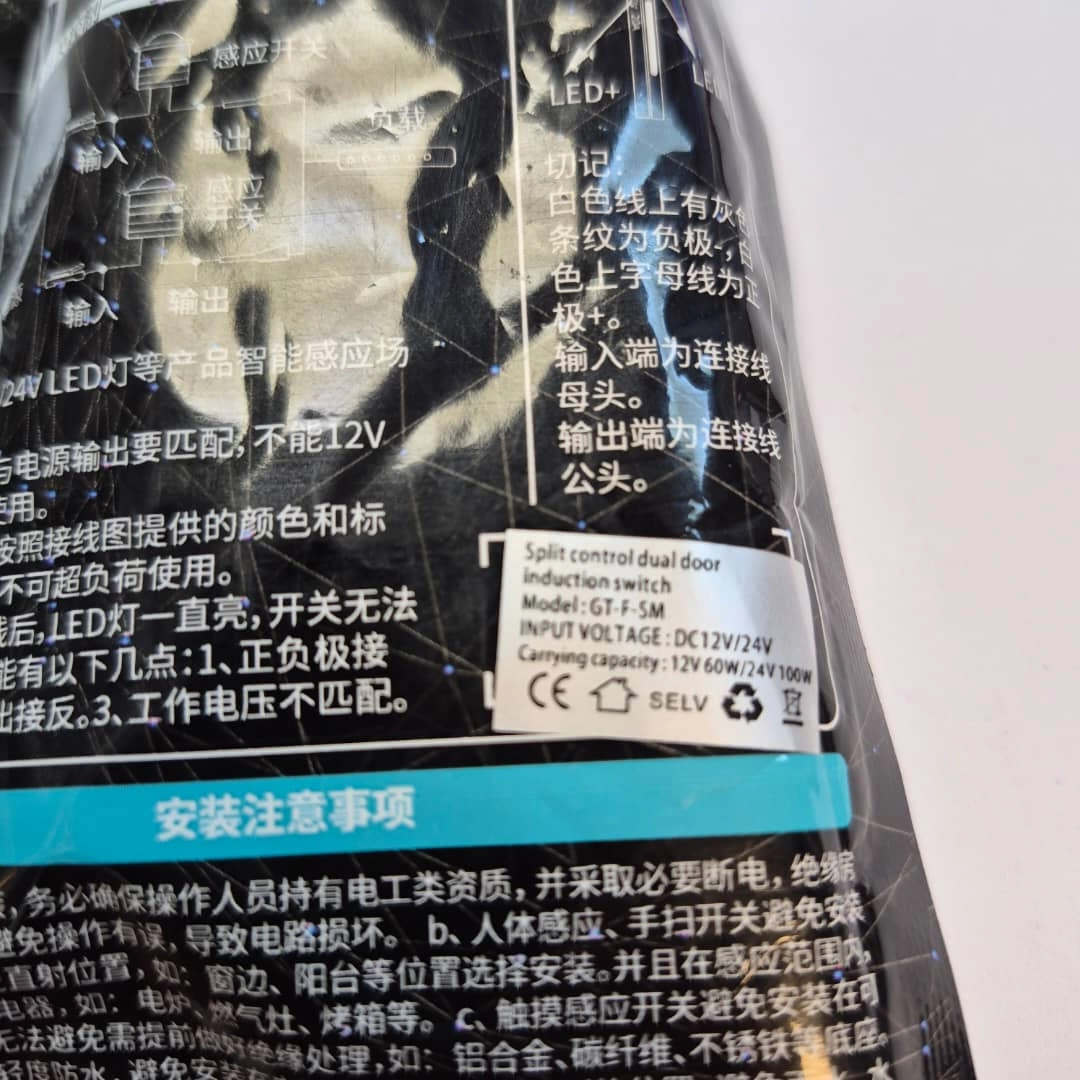 感应开关
LED+
负载
输入
输出
感应
开关
输入
输出
切记:
白色线上有灰色
条纹为负极-,白
色上字母线为正
极+。
输入端为连接线
母头。
输出端为连接线
公头。
/24V LED灯等产品智能感应场
与电源输出要匹配,不能12V
使用。
按照接线图提供的颜色和标
不可超负荷使用。
后,LED灯一直亮,开关无法
能有以下几点:1、正负极接
出接反。3、工作电压不匹配。
Split control dual door
induction switch
Model : GT-F-SM
INPUT VOLTAGE : DC12V/24V
Carrying capacity : 12V 60W/24V 100W
CE SELV
安装注意事项
务必确保操作人员持有电工类资质,并采取必要断电,绝缘
避免操作有误,导致电路损坏。 b、人体感应、手扫开关避免安装
直射位置,如:窗边、阳台等位置选择安装。并且在感应范围内,
电器,如:电炉、燃气灶、烤箱等。 c、触摸感应开关避免安装在可
无法避免需提前做好绝缘处理,如:铝合金、碳纤维、不锈铁等底座。
轻度防水,避免安装在